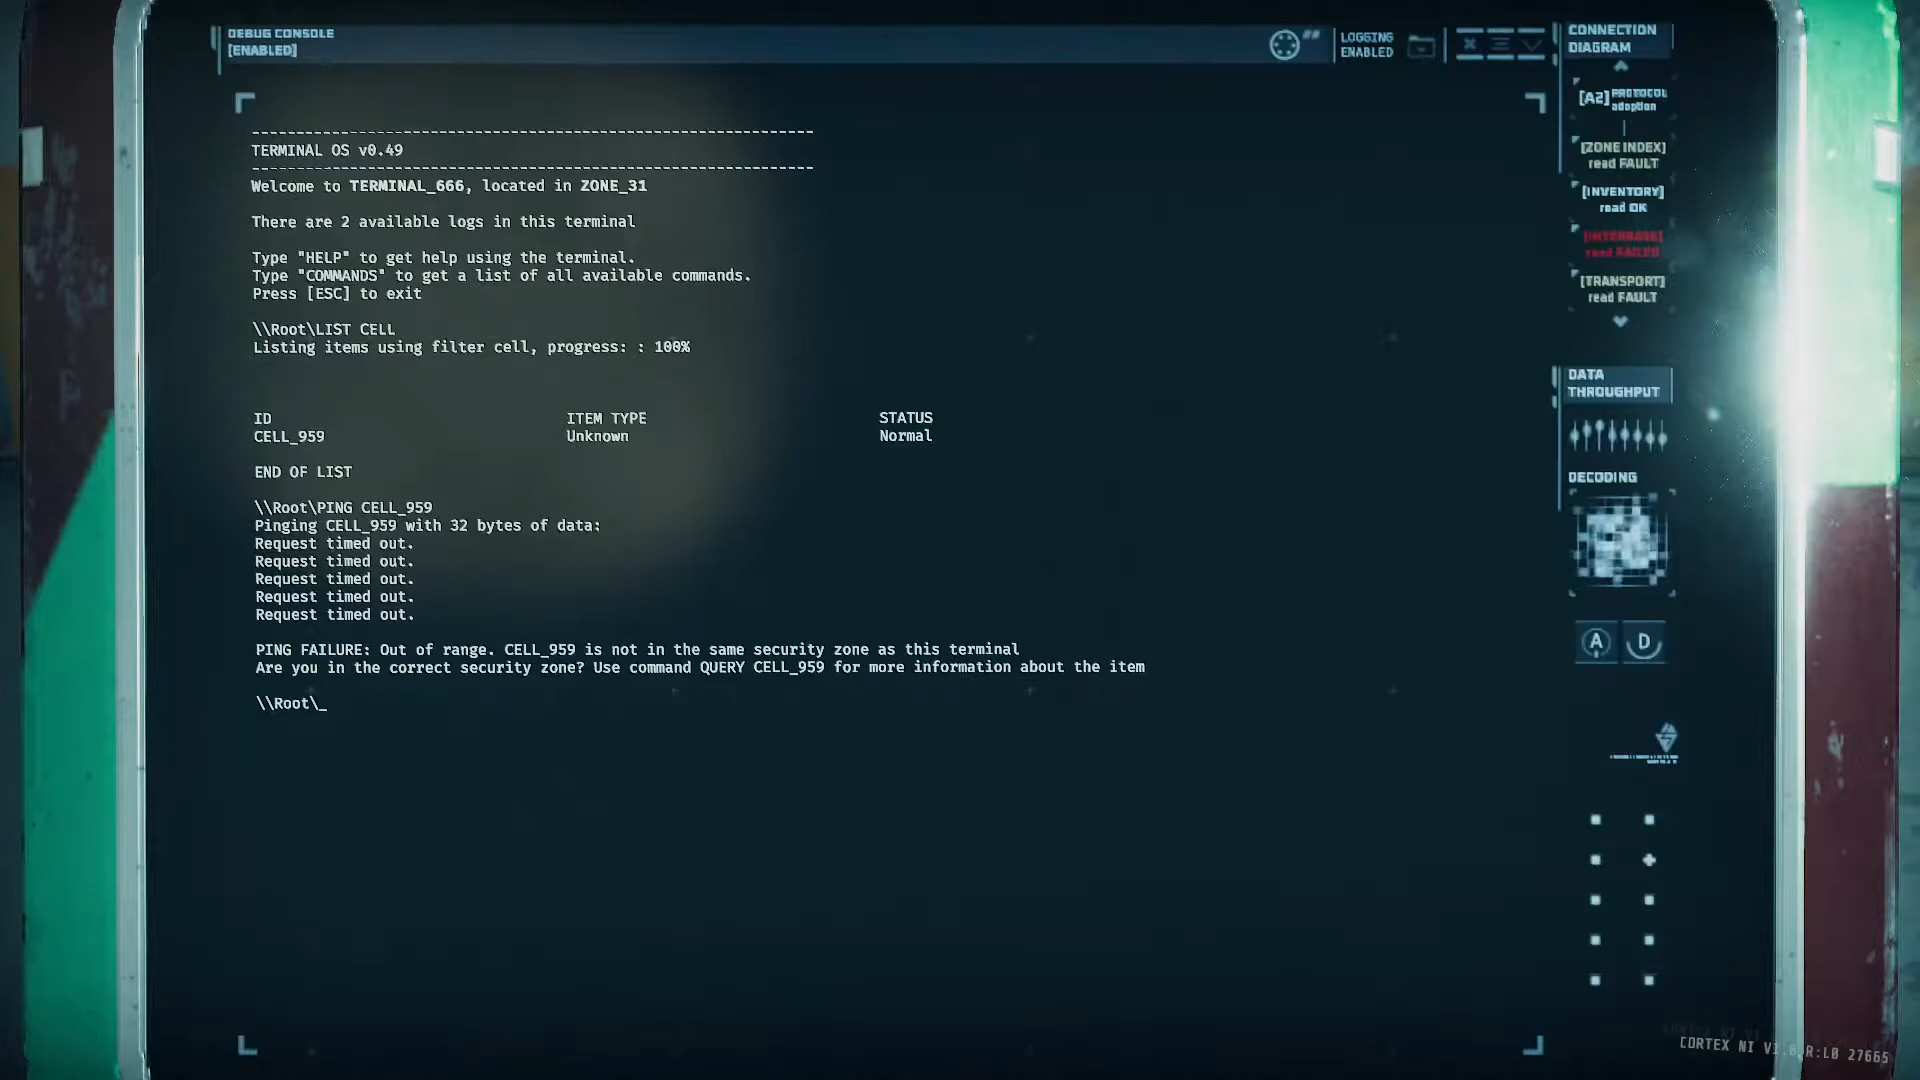 DEBUG CONSOLE
[ENABLED]
LOGGING
ENABLED
------------------------------------------------------------
TERMINAL OS v0.49
------------------------------------------------------------
Welcome to TERMINAL_666, located in ZONE_31
There are 2 available logs in this terminal
Type "HELP" to get help using the terminal.
Type "COMMANDS" to get a list of all available commands.
Press [ESC] to exit
\\Root\LIST CELL
Listing items using filter cell, progress: : 100%
ID ITEM TYPE STATUS
CELL_959 Unknown Normal
END OF LIST
\\Root\PING CELL_959
Pinging CELL_959 with 32 bytes of data:
Request timed out.
Request timed out.
Request timed out.
Request timed out.
Request timed out.
PING FAILURE: Out of range. CELL_959 is not in the same security zone as this terminal
Are you in the correct security zone? Use command QUERY CELL_959 for more information about the item
\\Root\_
CONNECTION
DIAGRAM
[A2] PROTOCOL
adoption
[ZONE INDEX]
read FAULT
[INVENTORY]
read OK
[INTERBASE]
read FAILED
[TRANSPORT]
read FAULT
DATA
THROUGHPUT
DECODING
A D
CORTEX NI R:L0 27665